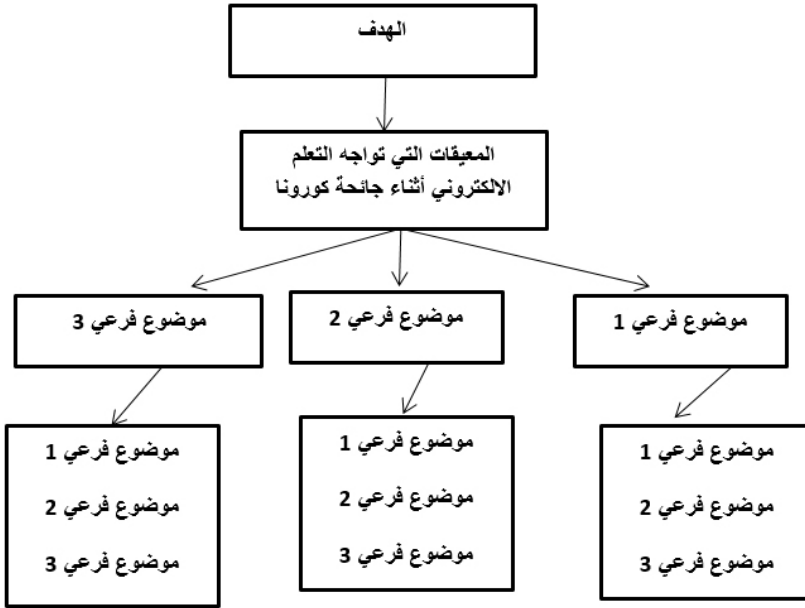 الهدف
المعيقات التي تواجه التعلم
الالكتروني أثناء جائحة كورونا
موضوع فرعي 1
موضوع فرعي 2
موضوع فرعي 3
موضوع فرعي 1
موضوع فرعي 2
موضوع فرعي 3
موضوع فرعي 1
موضوع فرعي 2
موضوع فرعي 3
موضوع فرعي 1
موضوع فرعي 2
موضوع فرعي 3